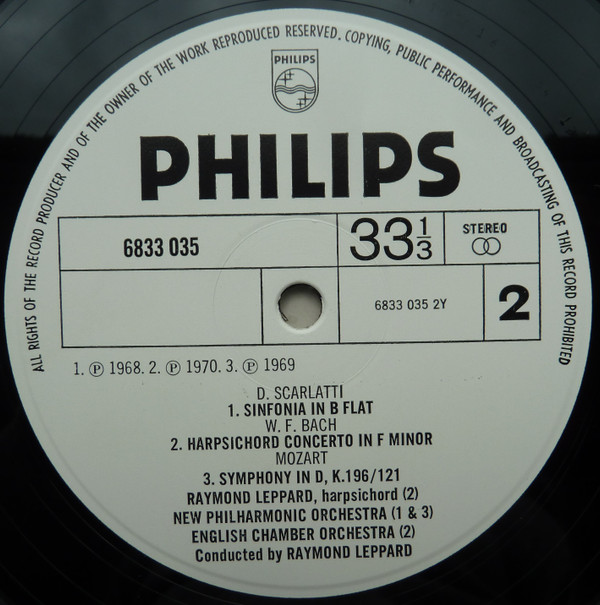 ALL RIGHTS OF THE RECORD PRODUCER AND OF THE OWNER OF THE WORK REPRODUCED RESERVED. COPYING, PUBLIC PERFORMANCE AND BROADCASTING OF THIS RECORD PROHIBITED
PHILIPS
PHILIPS
6833 035
33 1/3
STEREO
6833 035 2Y
2
1. ℗ 1968. 2. ℗ 1970. 3. ℗ 1969
D. SCARLATTI
1. SINFONIA IN B FLAT
W. F. BACH
2. HARPSICHORD CONCERTO IN F MINOR
MOZART
3. SYMPHONY IN D, K.196/121
RAYMOND LEPPARD, harpsichord (2)
NEW PHILHARMONIC ORCHESTRA (1 & 3)
ENGLISH CHAMBER ORCHESTRA (2)
Conducted by RAYMOND LEPPARD